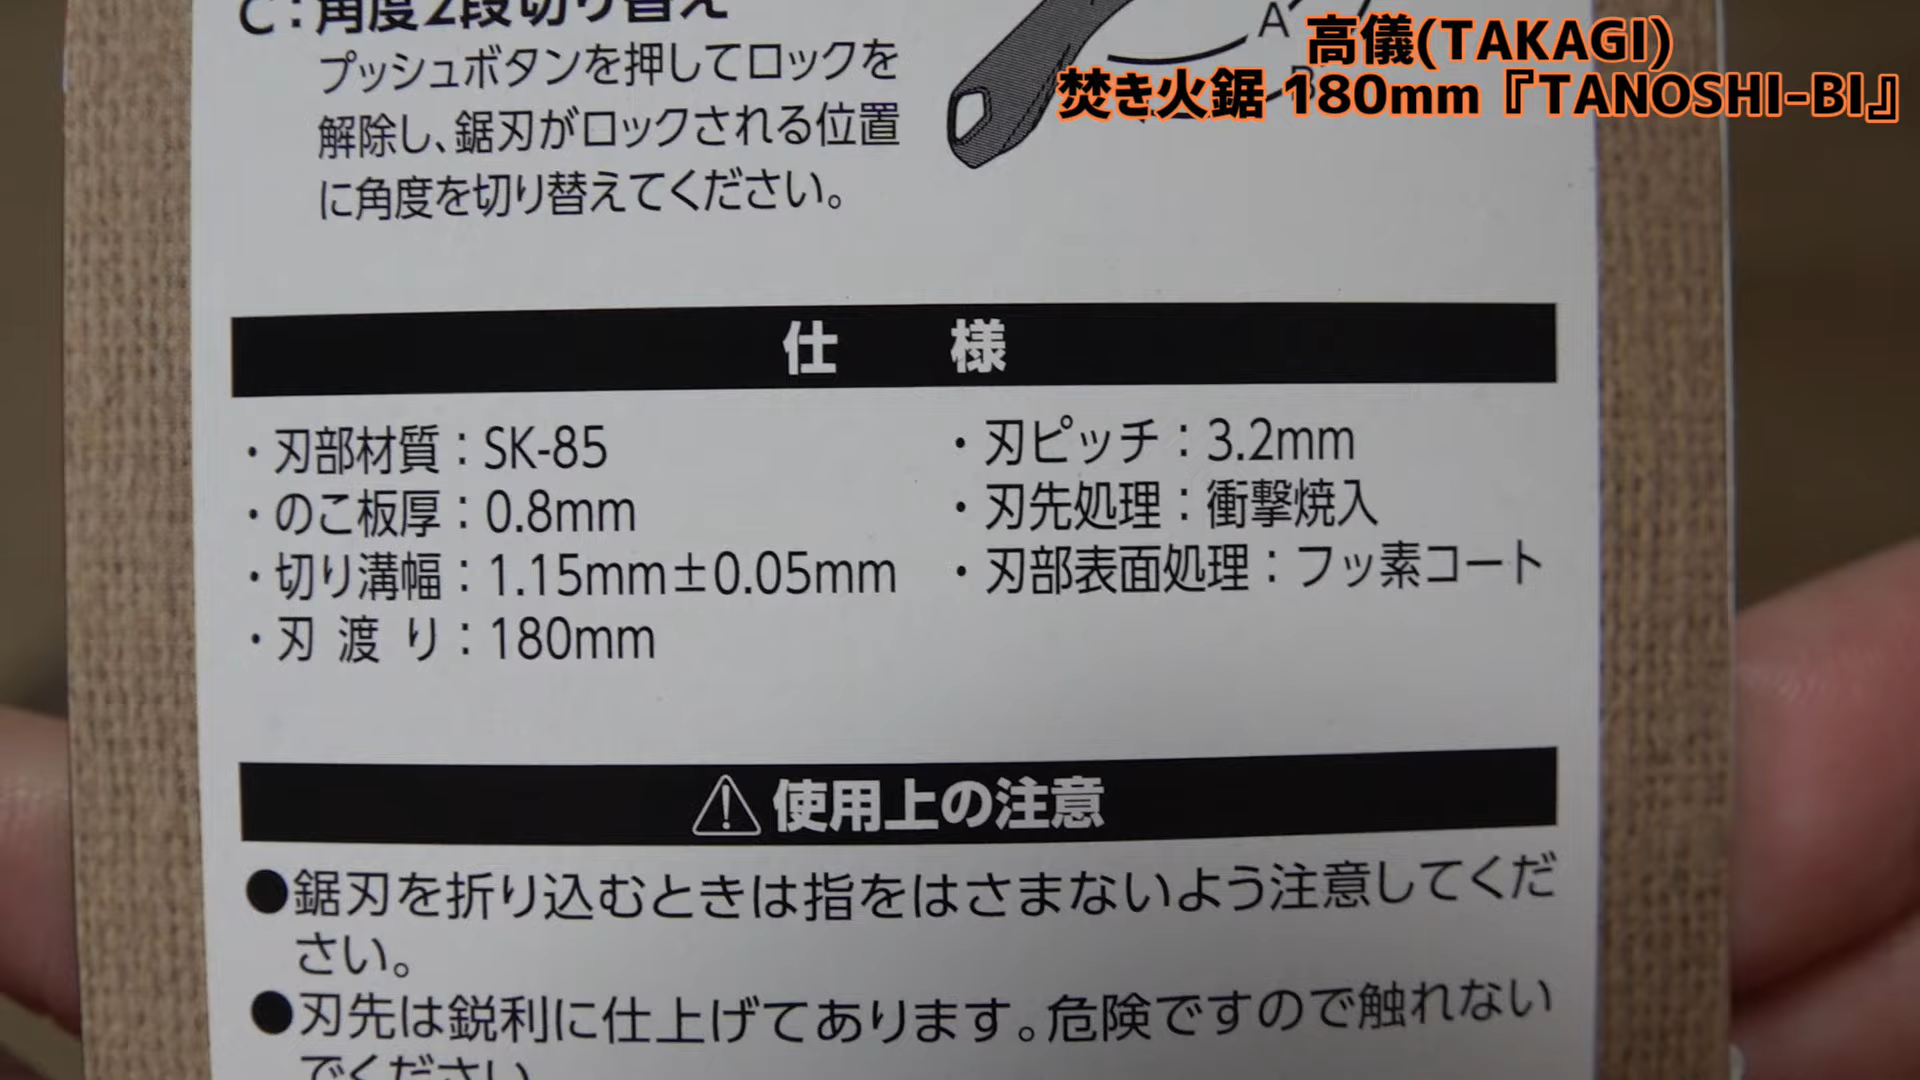 高儀(TAKAGI)
焚き火鋸 180mm『TANOSHI-BI』
C：角度2段切り替え
プッシュボタンを押してロックを
解除し、鋸刃がロックされる位置
に角度を切り替えてください。
A
B
仕 様
・刃部材質：SK-85
・のこ板厚：0.8mm
・切り溝幅：1.15mm±0.05mm
・刃 渡 り：180mm
・刃ピッチ：3.2mm
・刃先処理：衝撃焼入
・刃部表面処理：フッ素コート
使用上の注意
●鋸刃を折り込むときは指をはさまないよう注意してくだ
さい。
●刃先は鋭利に仕上げてあります。危険ですので触れない
でください